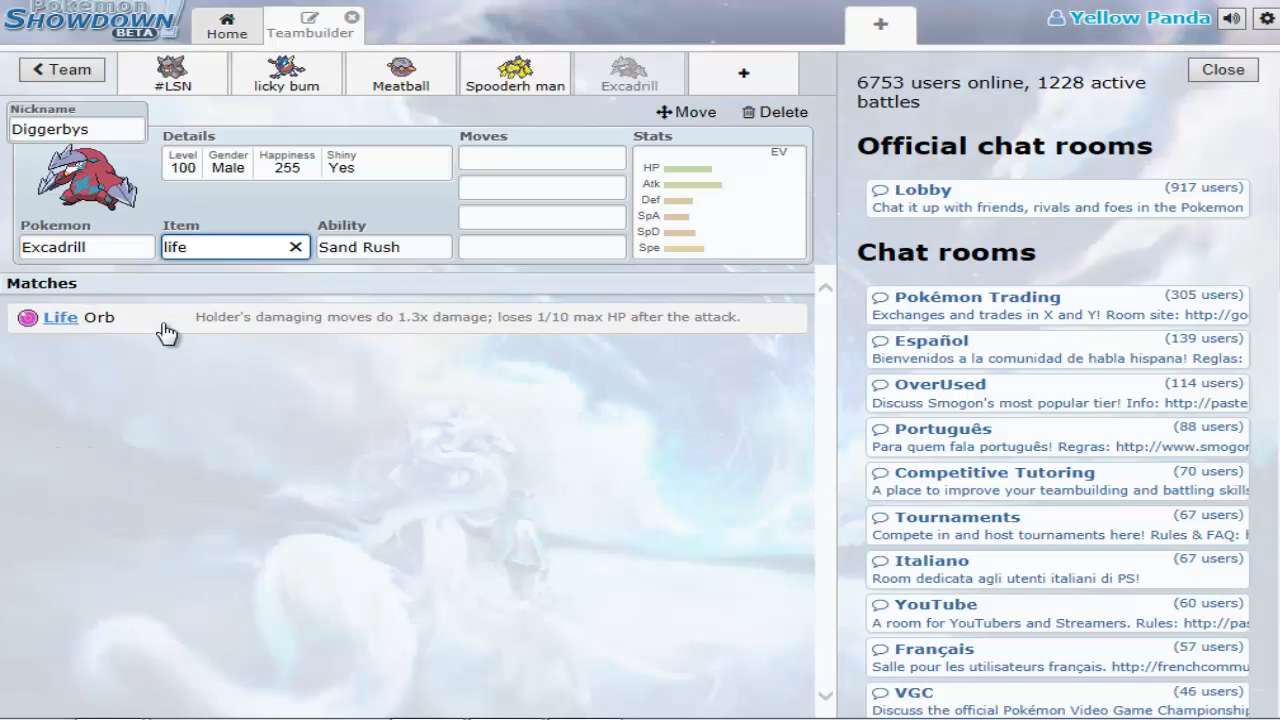 Pokémon
SHOWDOWN
BETA
Home
Teambuilder
+
Yellow Panda
Team
#LSN
licky bum
Meatball
Spooderh man
Excadrill
+
Nickname
Diggerbys
Move
Delete
Details
Level
100
Gender
Male
Happiness
255
Shiny
Yes
Moves
Stats
EV
HP
Atk
Def
SpA
SpD
Spe
Pokemon
Excadrill
Item
life
Ability
Sand Rush
Matches
Life Orb
Holder's damaging moves do 1.3x damage; loses 1/10 max HP after the attack.
6753 users online, 1228 active
battles
Close
Official chat rooms
Lobby
(917 users)
Chat it up with friends, rivals and foes in the Pokemon
Chat rooms
Pokémon Trading
(305 users)
Exchanges and trades in X and Y! Room site: http://go
Español
(139 users)
Bienvenidos a la comunidad de habla hispana! Reglas:
OverUsed
(114 users)
Discuss Smogon's most popular tier! Info: http://paste
Português
(88 users)
Para quem fala português! Regras: http://www.smogor
Competitive Tutoring
(70 users)
A place to improve your teambuilding and battling skills
Tournaments
(67 users)
Compete in and host tournaments here! Rules & FAQ:
Italiano
(67 users)
Room dedicata agli utenti italiani di PS!
YouTube
(60 users)
A room for YouTubers and Streamers. Rules: http://pas
Français
(57 users)
Salle pour les utilisateurs français. http://frenchcommu
VGC
(46 users)
Discuss the official Pokémon Video Game Championship